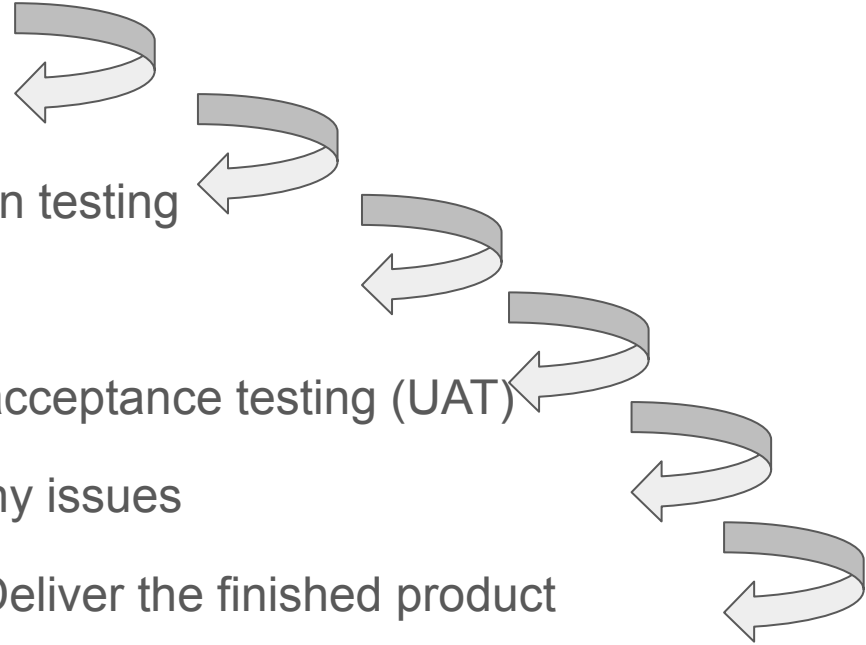 n testing
acceptance testing (UAT)
ny issues
Deliver the finished product